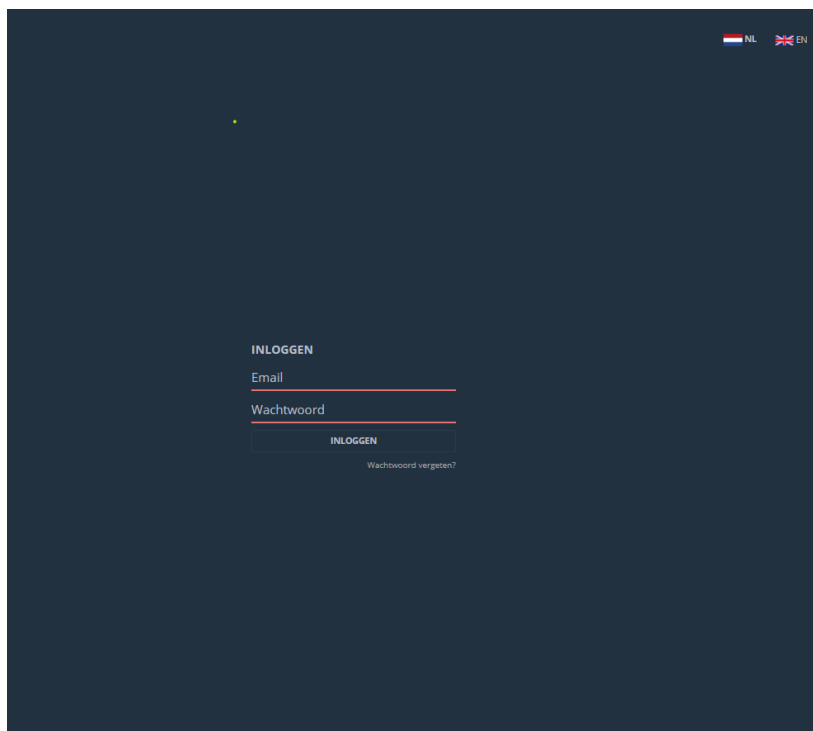 NL EN
INLOGGEN
Email
Wachtwoord
INLOGGEN
Wachtwoord vergeten?